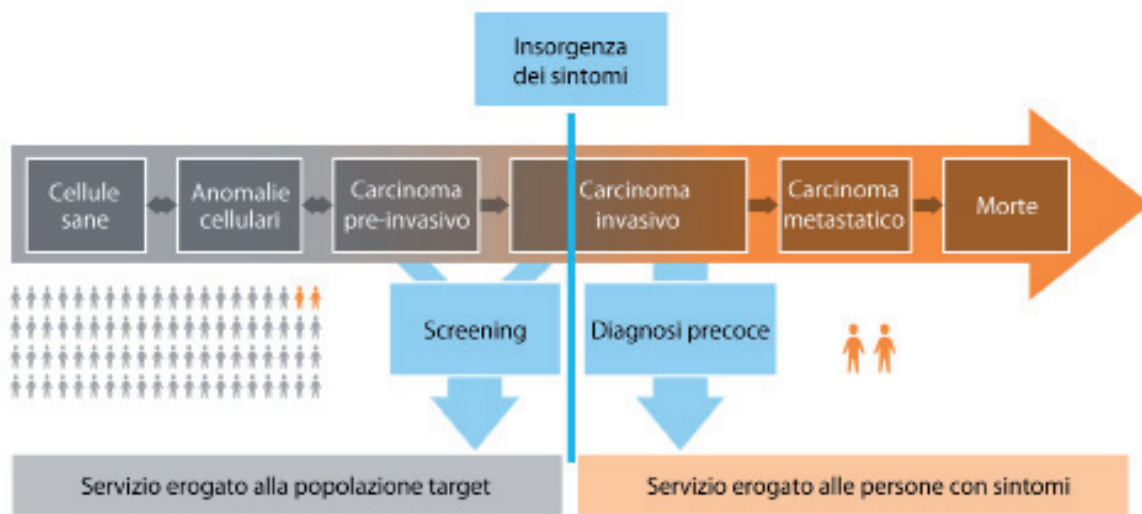 Insorgenza
dei sintomi
Cellule
sane
Anomalie
cellulari
Carcinoma
pre-invasivo
Carcinoma
invasivo
Carcinoma
metastatico
Morte
Screening
Diagnosi precoce
Servizio erogato alla popolazione target
Servizio erogato alle persone con sintomi